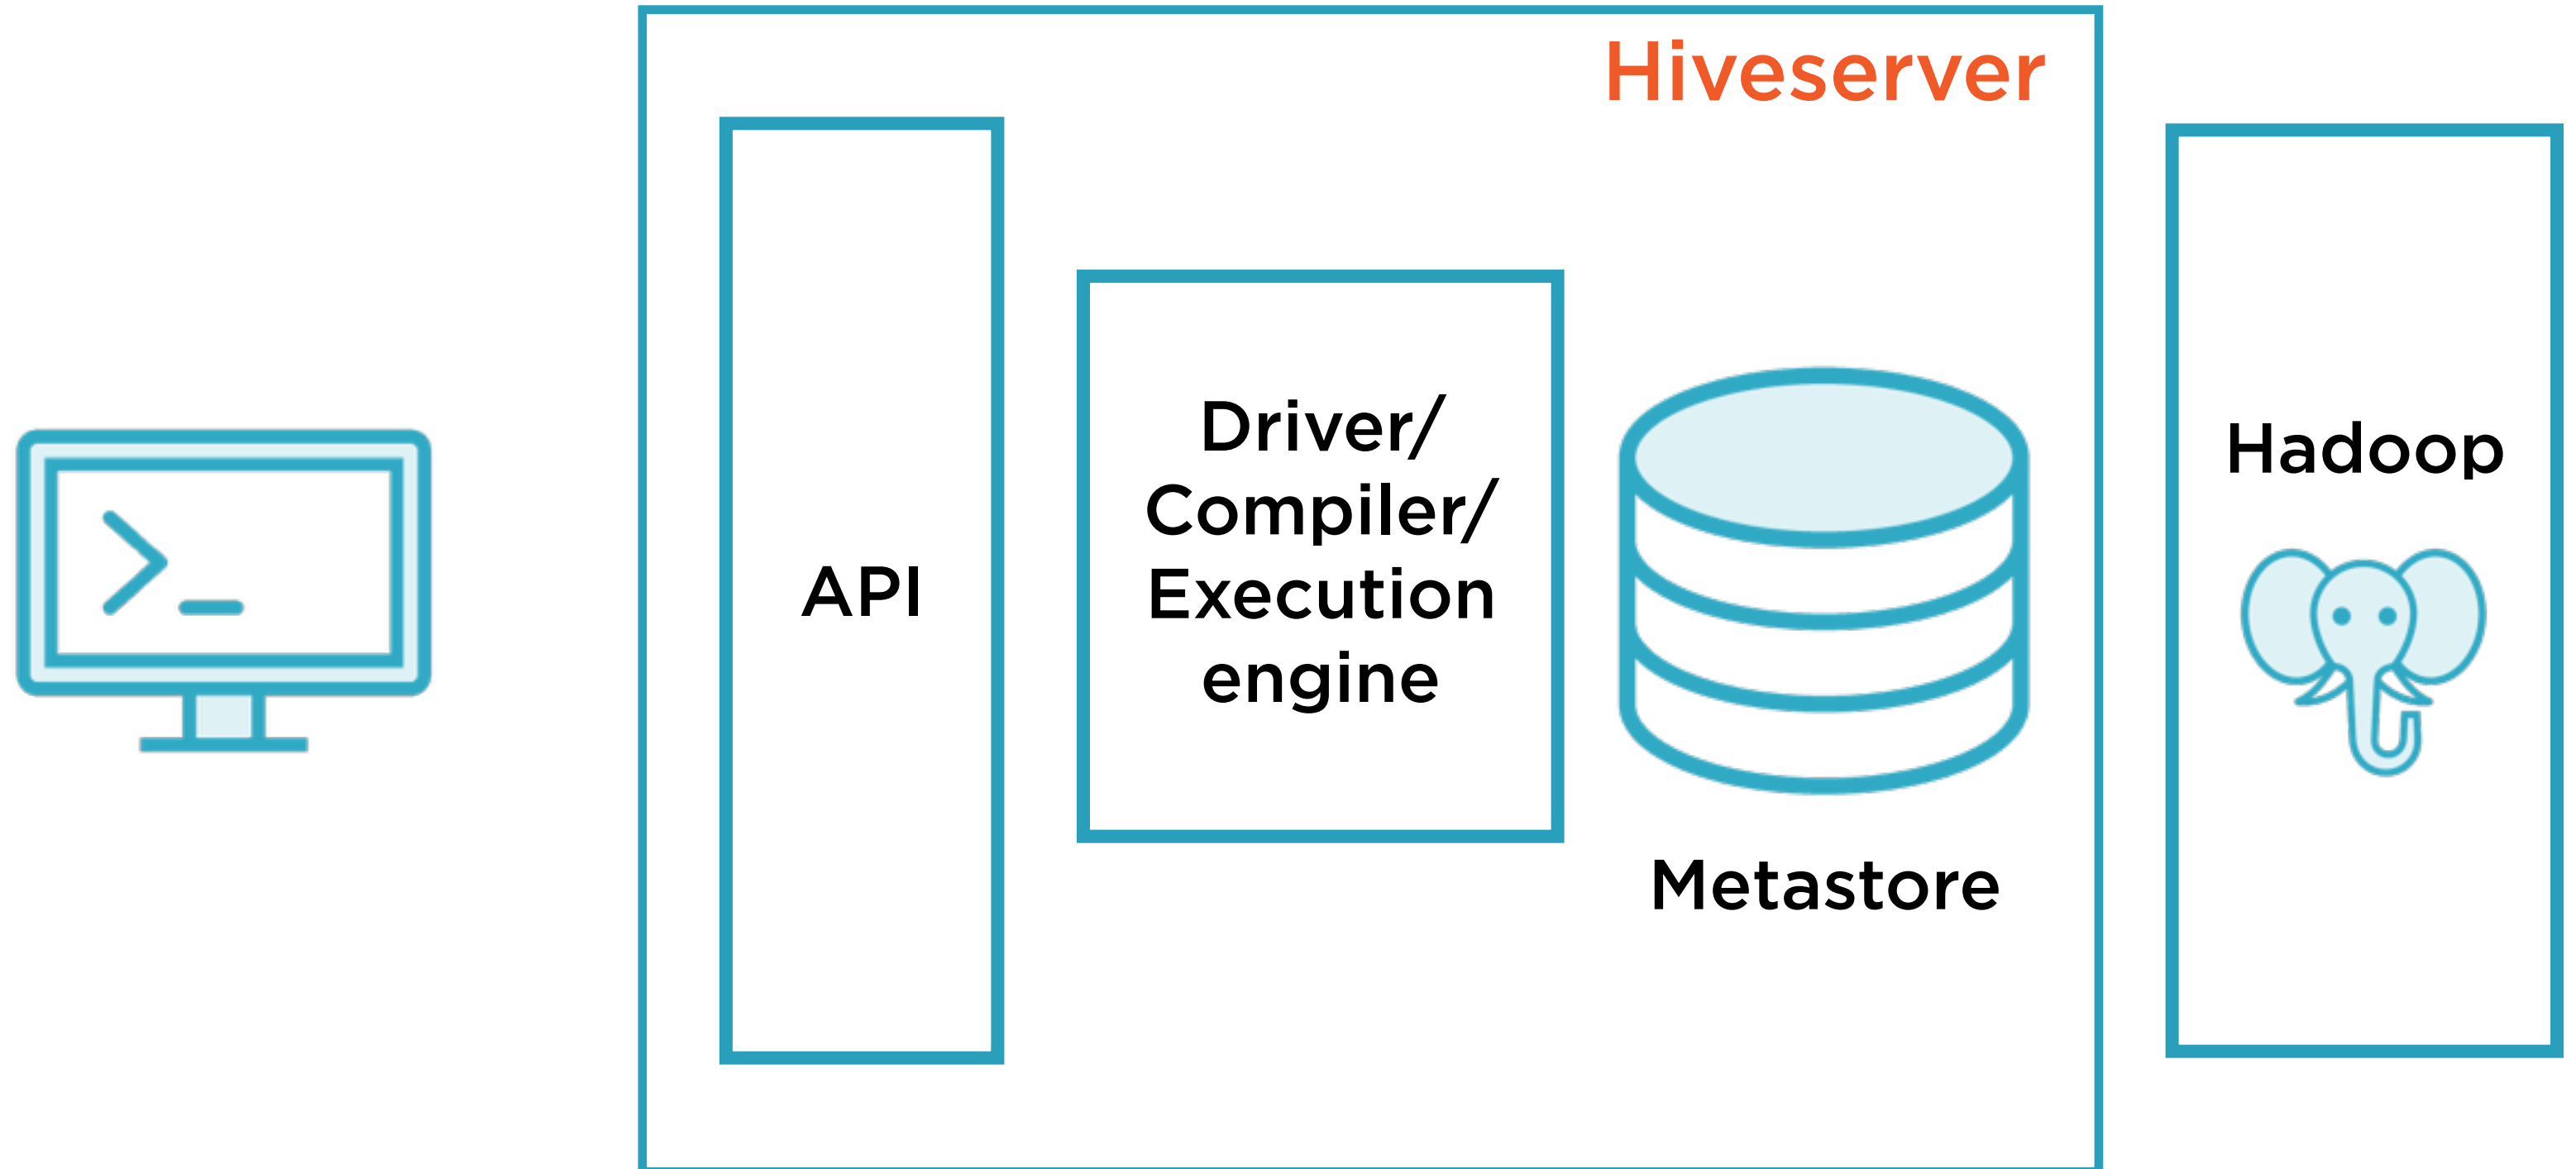 Hiveserver
API
Driver/
Compiler/
Execution
engine
Metastore
Hadoop
>_